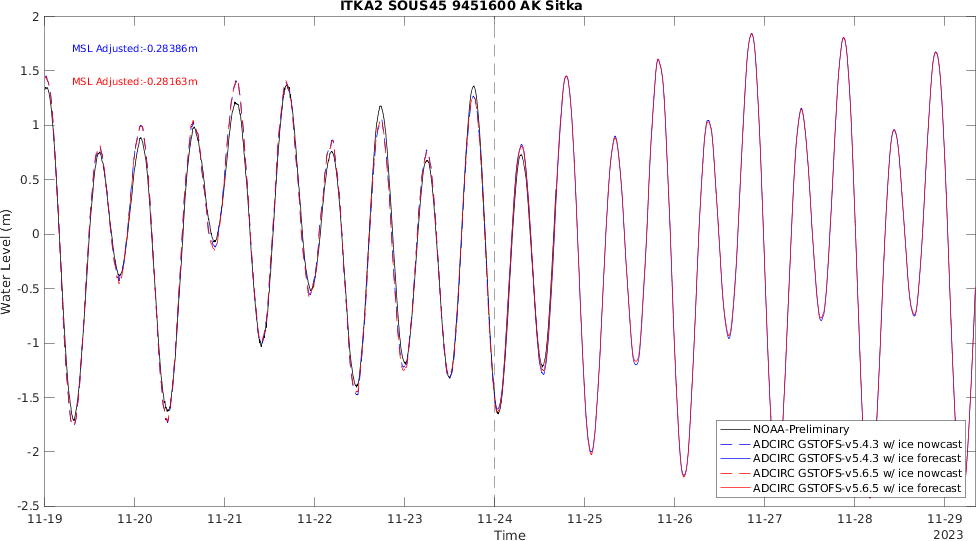 ITKA2 SOUS45 9451600 AK Sitka
MSL Adjusted:-0.28386m
MSL Adjusted:-0.28163m
Water Level (m)
2
1.5
1
0.5
0
-0.5
-1
-1.5
-2
-2.5
NOAA-Preliminary
ADCIRC GSTOFS-v5.4.3 w/ ice nowcast
ADCIRC GSTOFS-v5.4.3 w/ ice forecast
ADCIRC GSTOFS-v5.6.5 w/ ice nowcast
ADCIRC GSTOFS-v5.6.5 w/ ice forecast
11-19 11-20 11-21 11-22 11-23 11-24 11-25 11-26 11-27 11-28 11-29
Time
2023